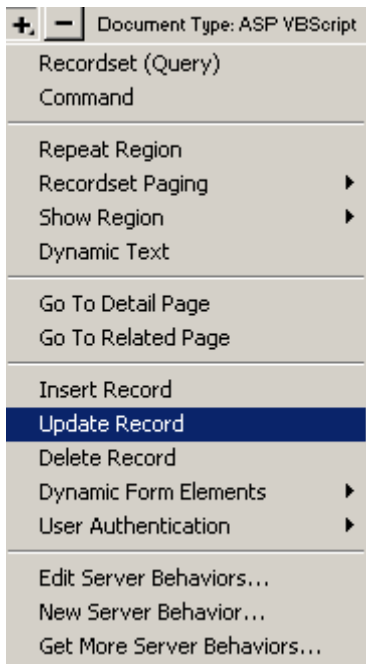 Document Type: ASP VBScript
Recordset (Query)
Command
Repeat Region
Recordset Paging
Show Region
Dynamic Text
Go To Detail Page
Go To Related Page
Insert Record
Update Record
Delete Record
Dynamic Form Elements
User Authentication
Edit Server Behaviors...
New Server Behavior...
Get More Server Behaviors...